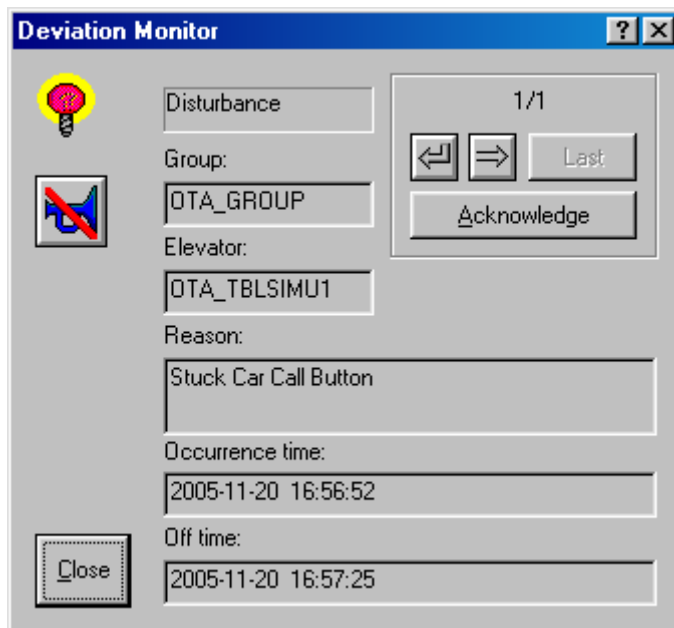 Deviation Monitor
Disturbance
1/1
Last
Acknowledge
Group:
OTA_GROUP
Elevator:
OTA_TBLSIMU1
Reason:
Stuck Car Call Button
Occurrence time:
2005-11-20 16:56:52
Off time:
2005-11-20 16:57:25
Close